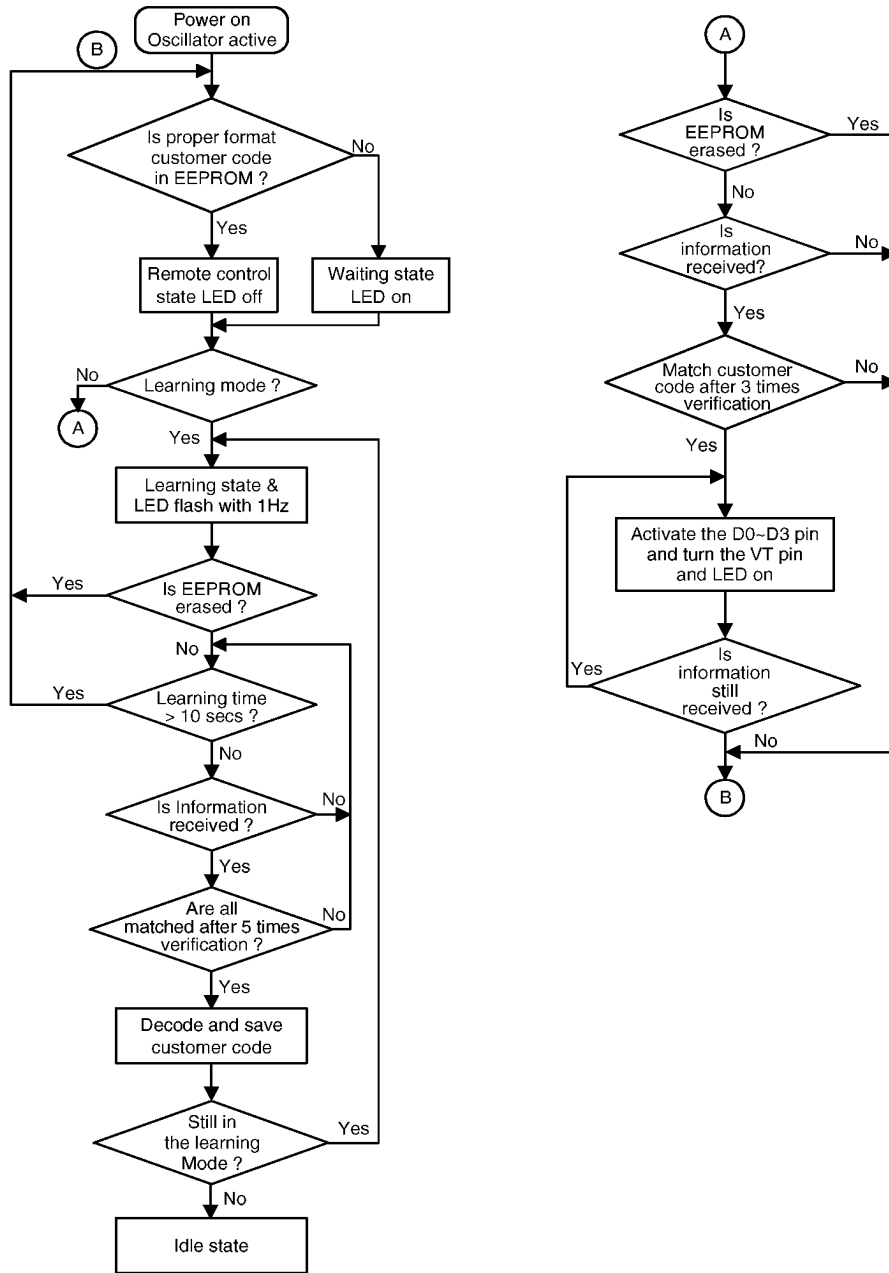 Power on
Oscillator active
B
Is proper format
customer code
in EEPROM ?
No
Yes
Remote control
state LED off
Waiting state
LED on
No
Learning mode ?
A
Yes
Learning state &
LED flash with 1Hz
Yes
Is EEPROM
erased ?
No
Yes
Learning time
> 10 secs ?
No
Is Information
received ?
No
Yes
Are all
matched after 5 times
verification ?
No
Yes
Decode and save
customer code
Still in
the learning
Mode ?
Yes
No
Idle state
A
Is
EEPROM
erased ?
Yes
No
Is
information
received?
No
Yes
Match customer
code after 3 times
verification
No
Yes
Activate the D0~D3 pin
and turn the VT pin
and LED on
Is
information
still
received ?
Yes
No
B